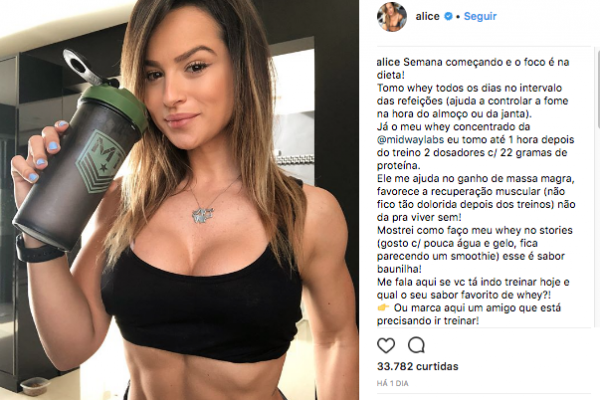 M
alice • Seguir
alice Semana começando e o foco é na
dieta!
Tomo whey todos os dias no intervalo
das refeições (ajuda a controlar a fome
na hora do almoço ou da janta).
Já o meu whey concentrado da
@midwaylabs eu tomo até 1 hora depois
do treino 2 dosadores c/ 22 gramas de
proteína.
Ele me ajuda no ganho de massa magra,
favorece a recuperação muscular (não
fico tão dolorida depois dos treinos) não
da pra viver sem!
Mostrei como faço meu whey no stories
(gosto c/ pouca água e gelo, fica
parecendo um smoothie) esse é sabor
baunilha!
Me fala aqui se vc tá indo treinar hoje e
qual o seu sabor favorito de whey?!
👉 Ou marca aqui um amigo que está
precisando ir treinar!
33.782 curtidas
HÁ 1 DIA